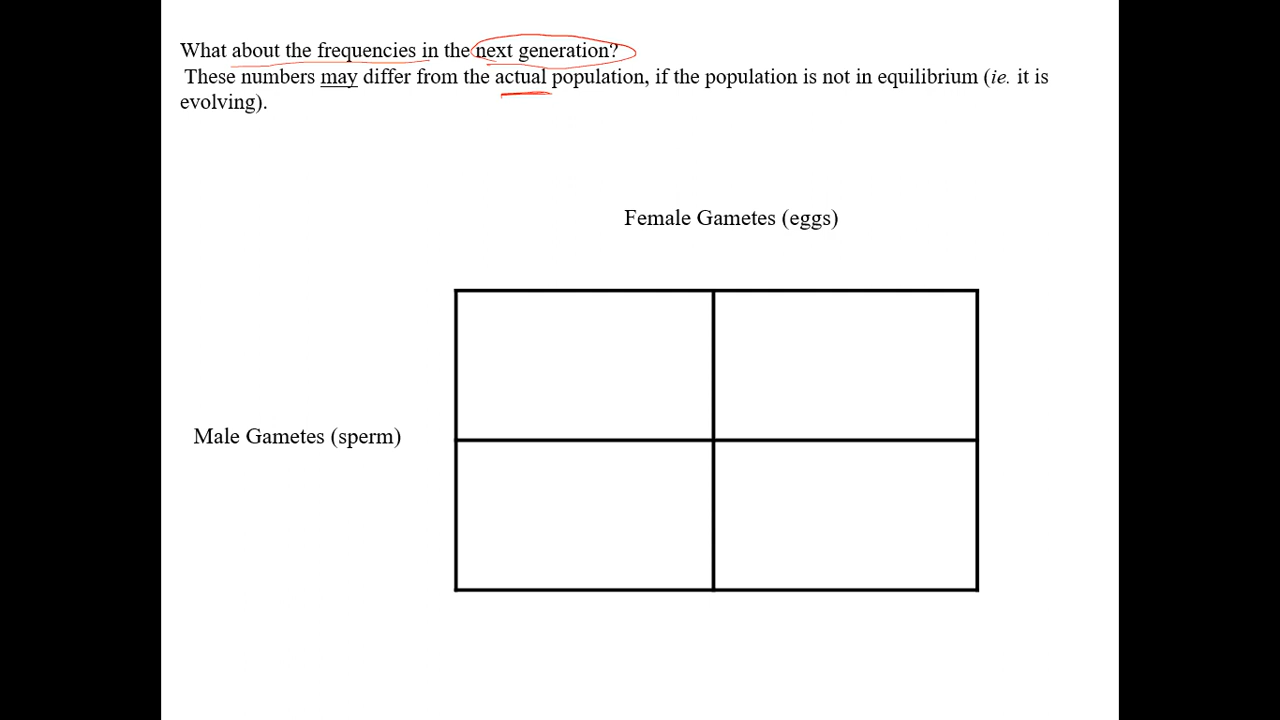 What about the frequencies in the next generation?
These numbers may differ from the actual population, if the population is not in equilibrium (ie. it is
evolving).
Female Gametes (eggs)
Male Gametes (sperm)